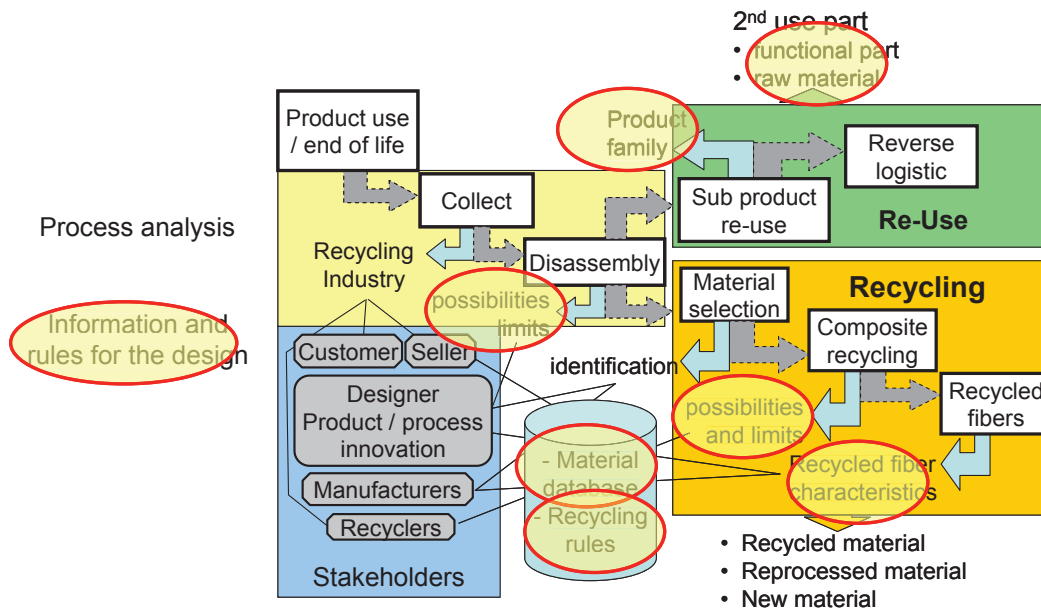 2nd use part
• functional part
• raw material
Product use
/ end of life
Product
family
Reverse
logistic
Collect
Sub product
re-use
Re-Use
Process analysis
Recycling
Industry
Disassembly
Material
selection
Recycling
possibilities
limits
Information and
rules for the design
Customer
Seller
Composite
recycling
identification
Designer
Product / process
innovation
Recycled
fibers
possibilities
and limits
- Material
database
Recycled fiber
characteristics
Manufacturers
- Recycling
rules
Recyclers
Stakeholders
• Recycled material
• Reprocessed material
• New material